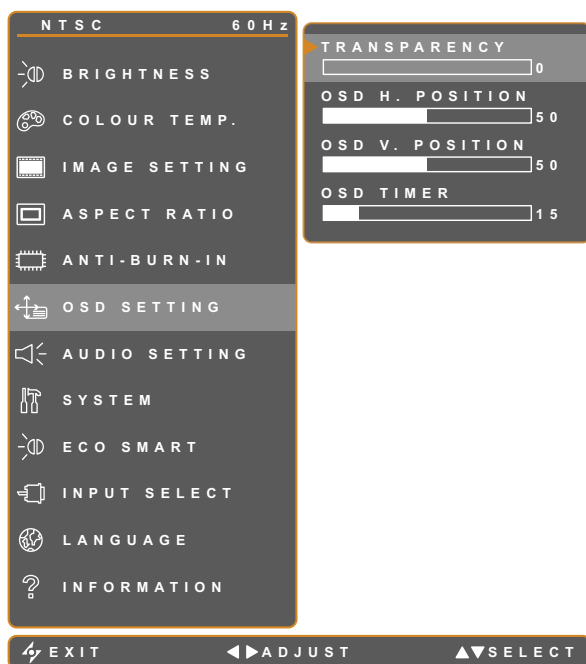 NTSC 60Hz
BRIGHTNESS
COLOUR TEMP.
IMAGE SETTING
ASPECT RATIO
ANTI-BURN-IN
OSD SETTING
AUDIO SETTING
SYSTEM
ECO SMART
INPUT SELECT
LANGUAGE
INFORMATION
TRANSPARENCY
0
OSD H. POSITION
50
OSD V. POSITION
50
OSD TIMER
15
EXIT ADJUST SELECT